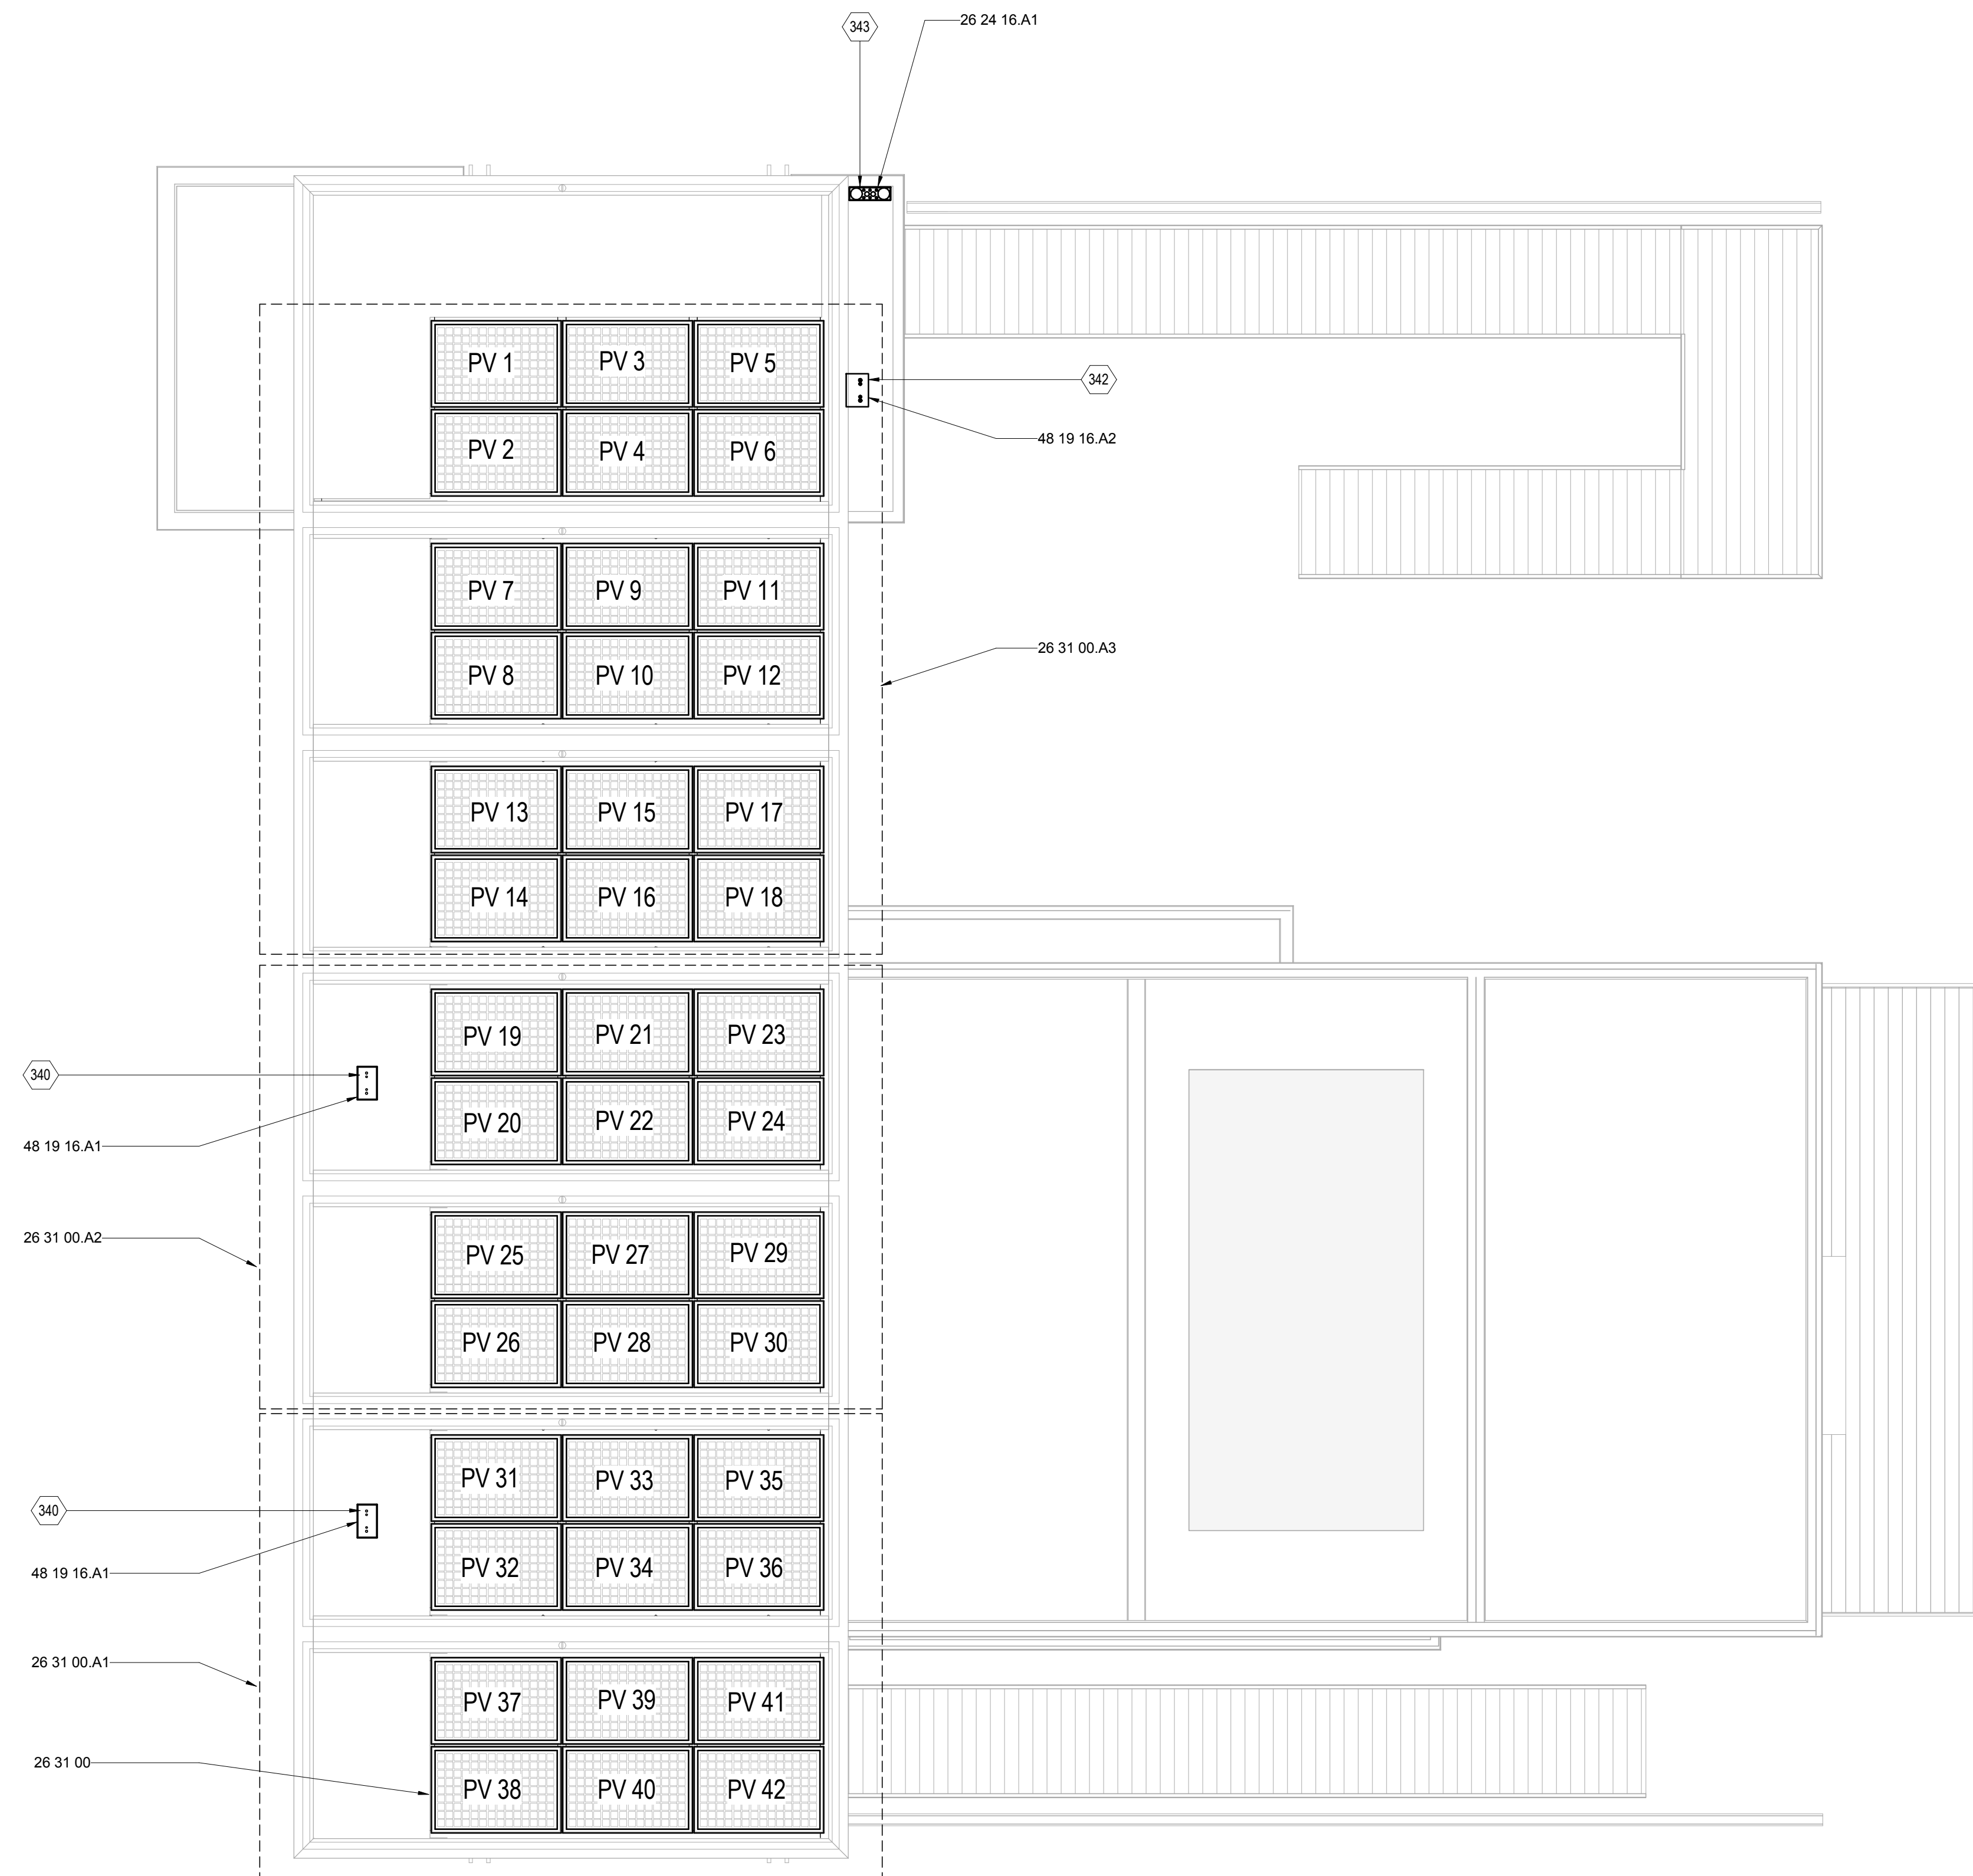 343
26 24 16.A1
PV 1
PV 3
PV 5
342
PV 2
PV 4
PV 6
48 19 16.A2
PV 7
PV 9
PV 11
26 31 00.A3
PV 8
PV 10
PV 12
PV 13
PV 15
PV 17
PV 14
PV 16
PV 18
PV 19
PV 21
PV 23
340
PV 20
PV 22
PV 24
48 19 16.A1
26 31 00.A2
PV 25
PV 27
PV 29
PV 26
PV 28
PV 30
PV 31
PV 33
PV 35
340
PV 32
PV 34
PV 36
48 19 16.A1
26 31 00.A1
PV 37
PV 39
PV 41
26 31 00
PV 38
PV 40
PV 42